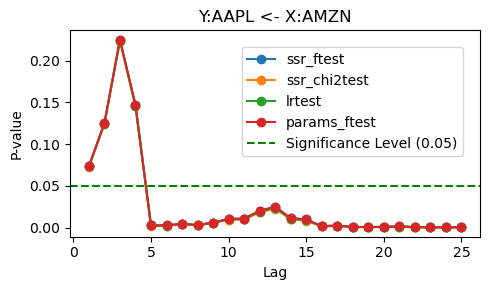 Y:AAPL <- X:AMZN
P-value
0.20
0.15
0.10
0.05
0.00
ssr_ftest
ssr_chi2test
lrtest
params_ftest
Significance Level (0.05)
0 5 10 15 20 25
Lag